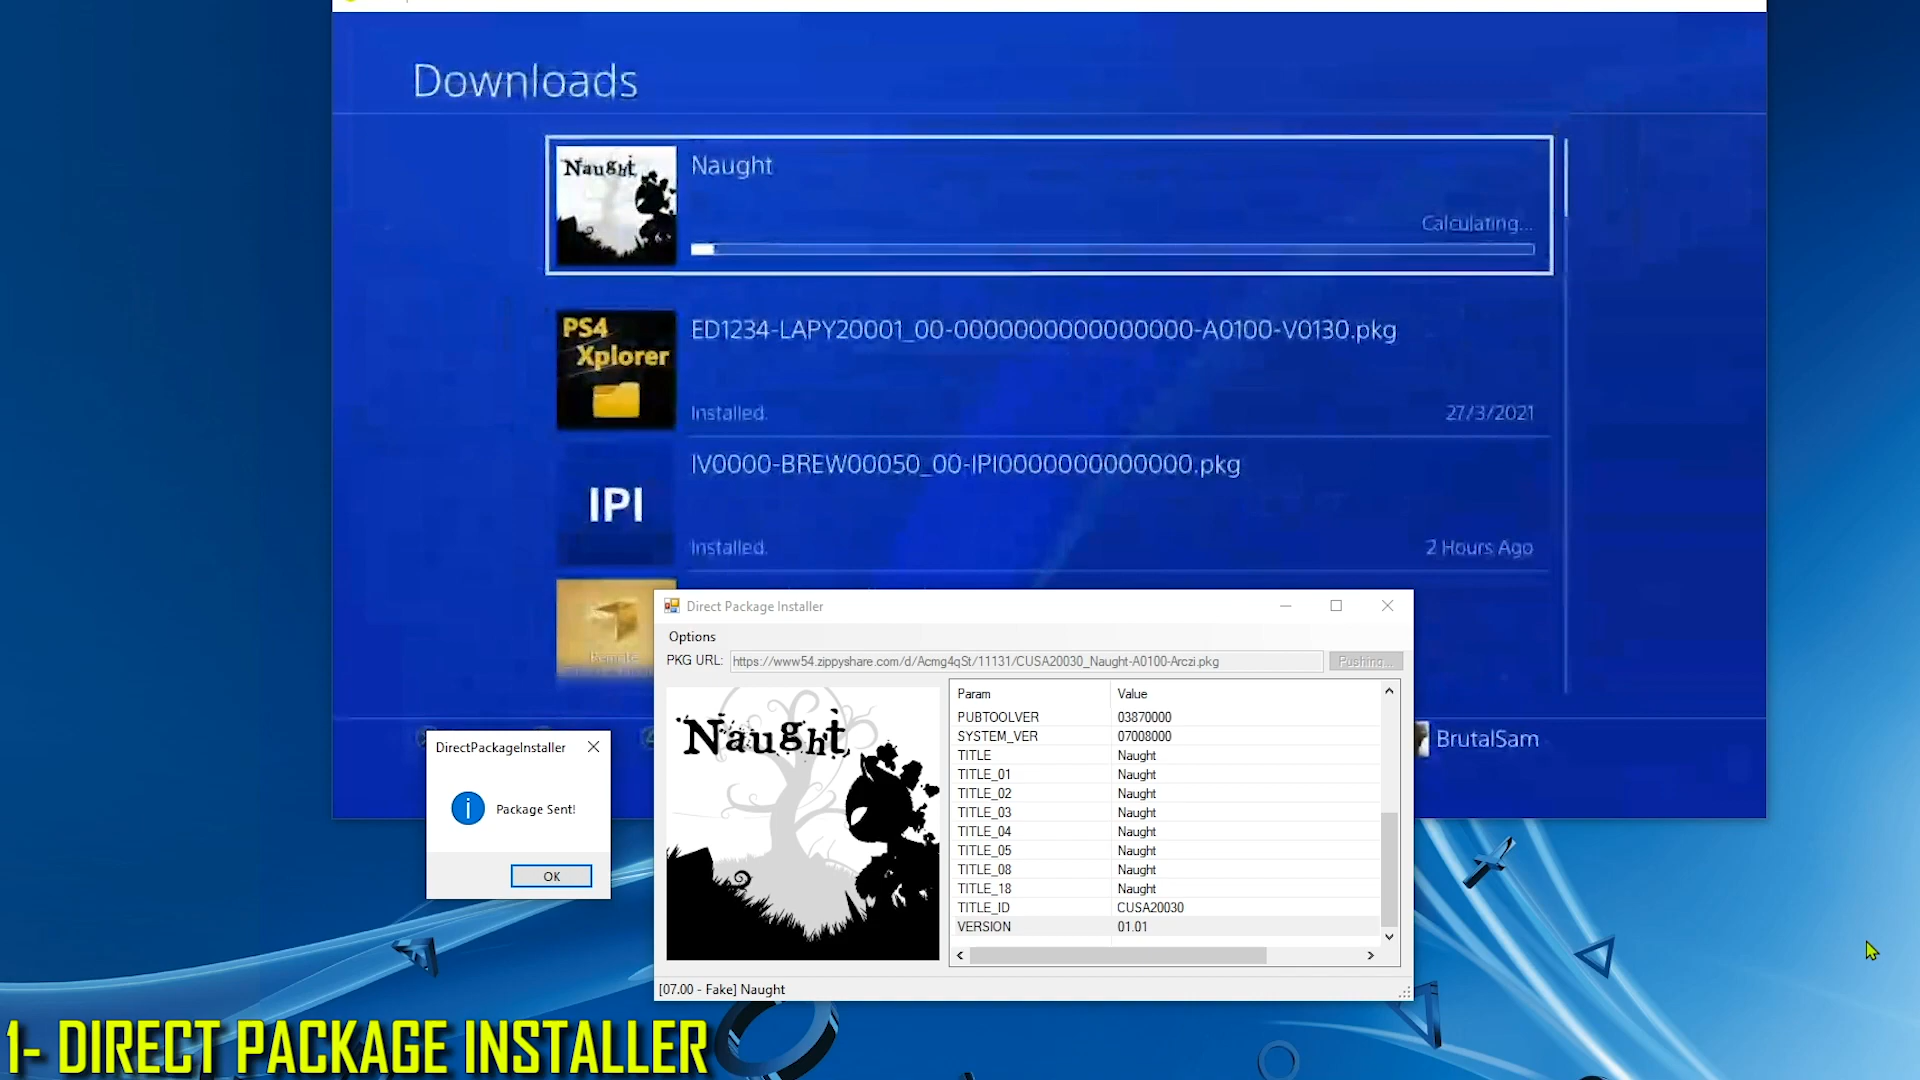 Downloads
Naught
Naught
Calculating...
PS4
Xplorer
ED1234-LAPY20001_00-0000000000000000-A0100-V0130.pkg
Installed.
27/3/2021
IPI
IV0000-BREW00050_00-IPI0000000000000.pkg
Installed.
2 Hours Ago
BrutalSam
Direct Package Installer
Options
PKG URL: https://www54.zippyshare.com/d/Acmg4qSt/11131/CUSA20030_Naught-A0100-Arczi.pkg Pushing...
Naught
Param Value
PUBTOOLVER 03870000
SYSTEM_VER 07008000
TITLE Naught
TITLE_01 Naught
TITLE_02 Naught
TITLE_03 Naught
TITLE_04 Naught
TITLE_05 Naught
TITLE_08 Naught
TITLE_18 Naught
TITLE_ID CUSA20030
VERSION 01.01
[07.00 - Fake] Naught
DirectPackageInstaller
Package Sent!
OK
1- DIRECT PACKAGE INSTALLER